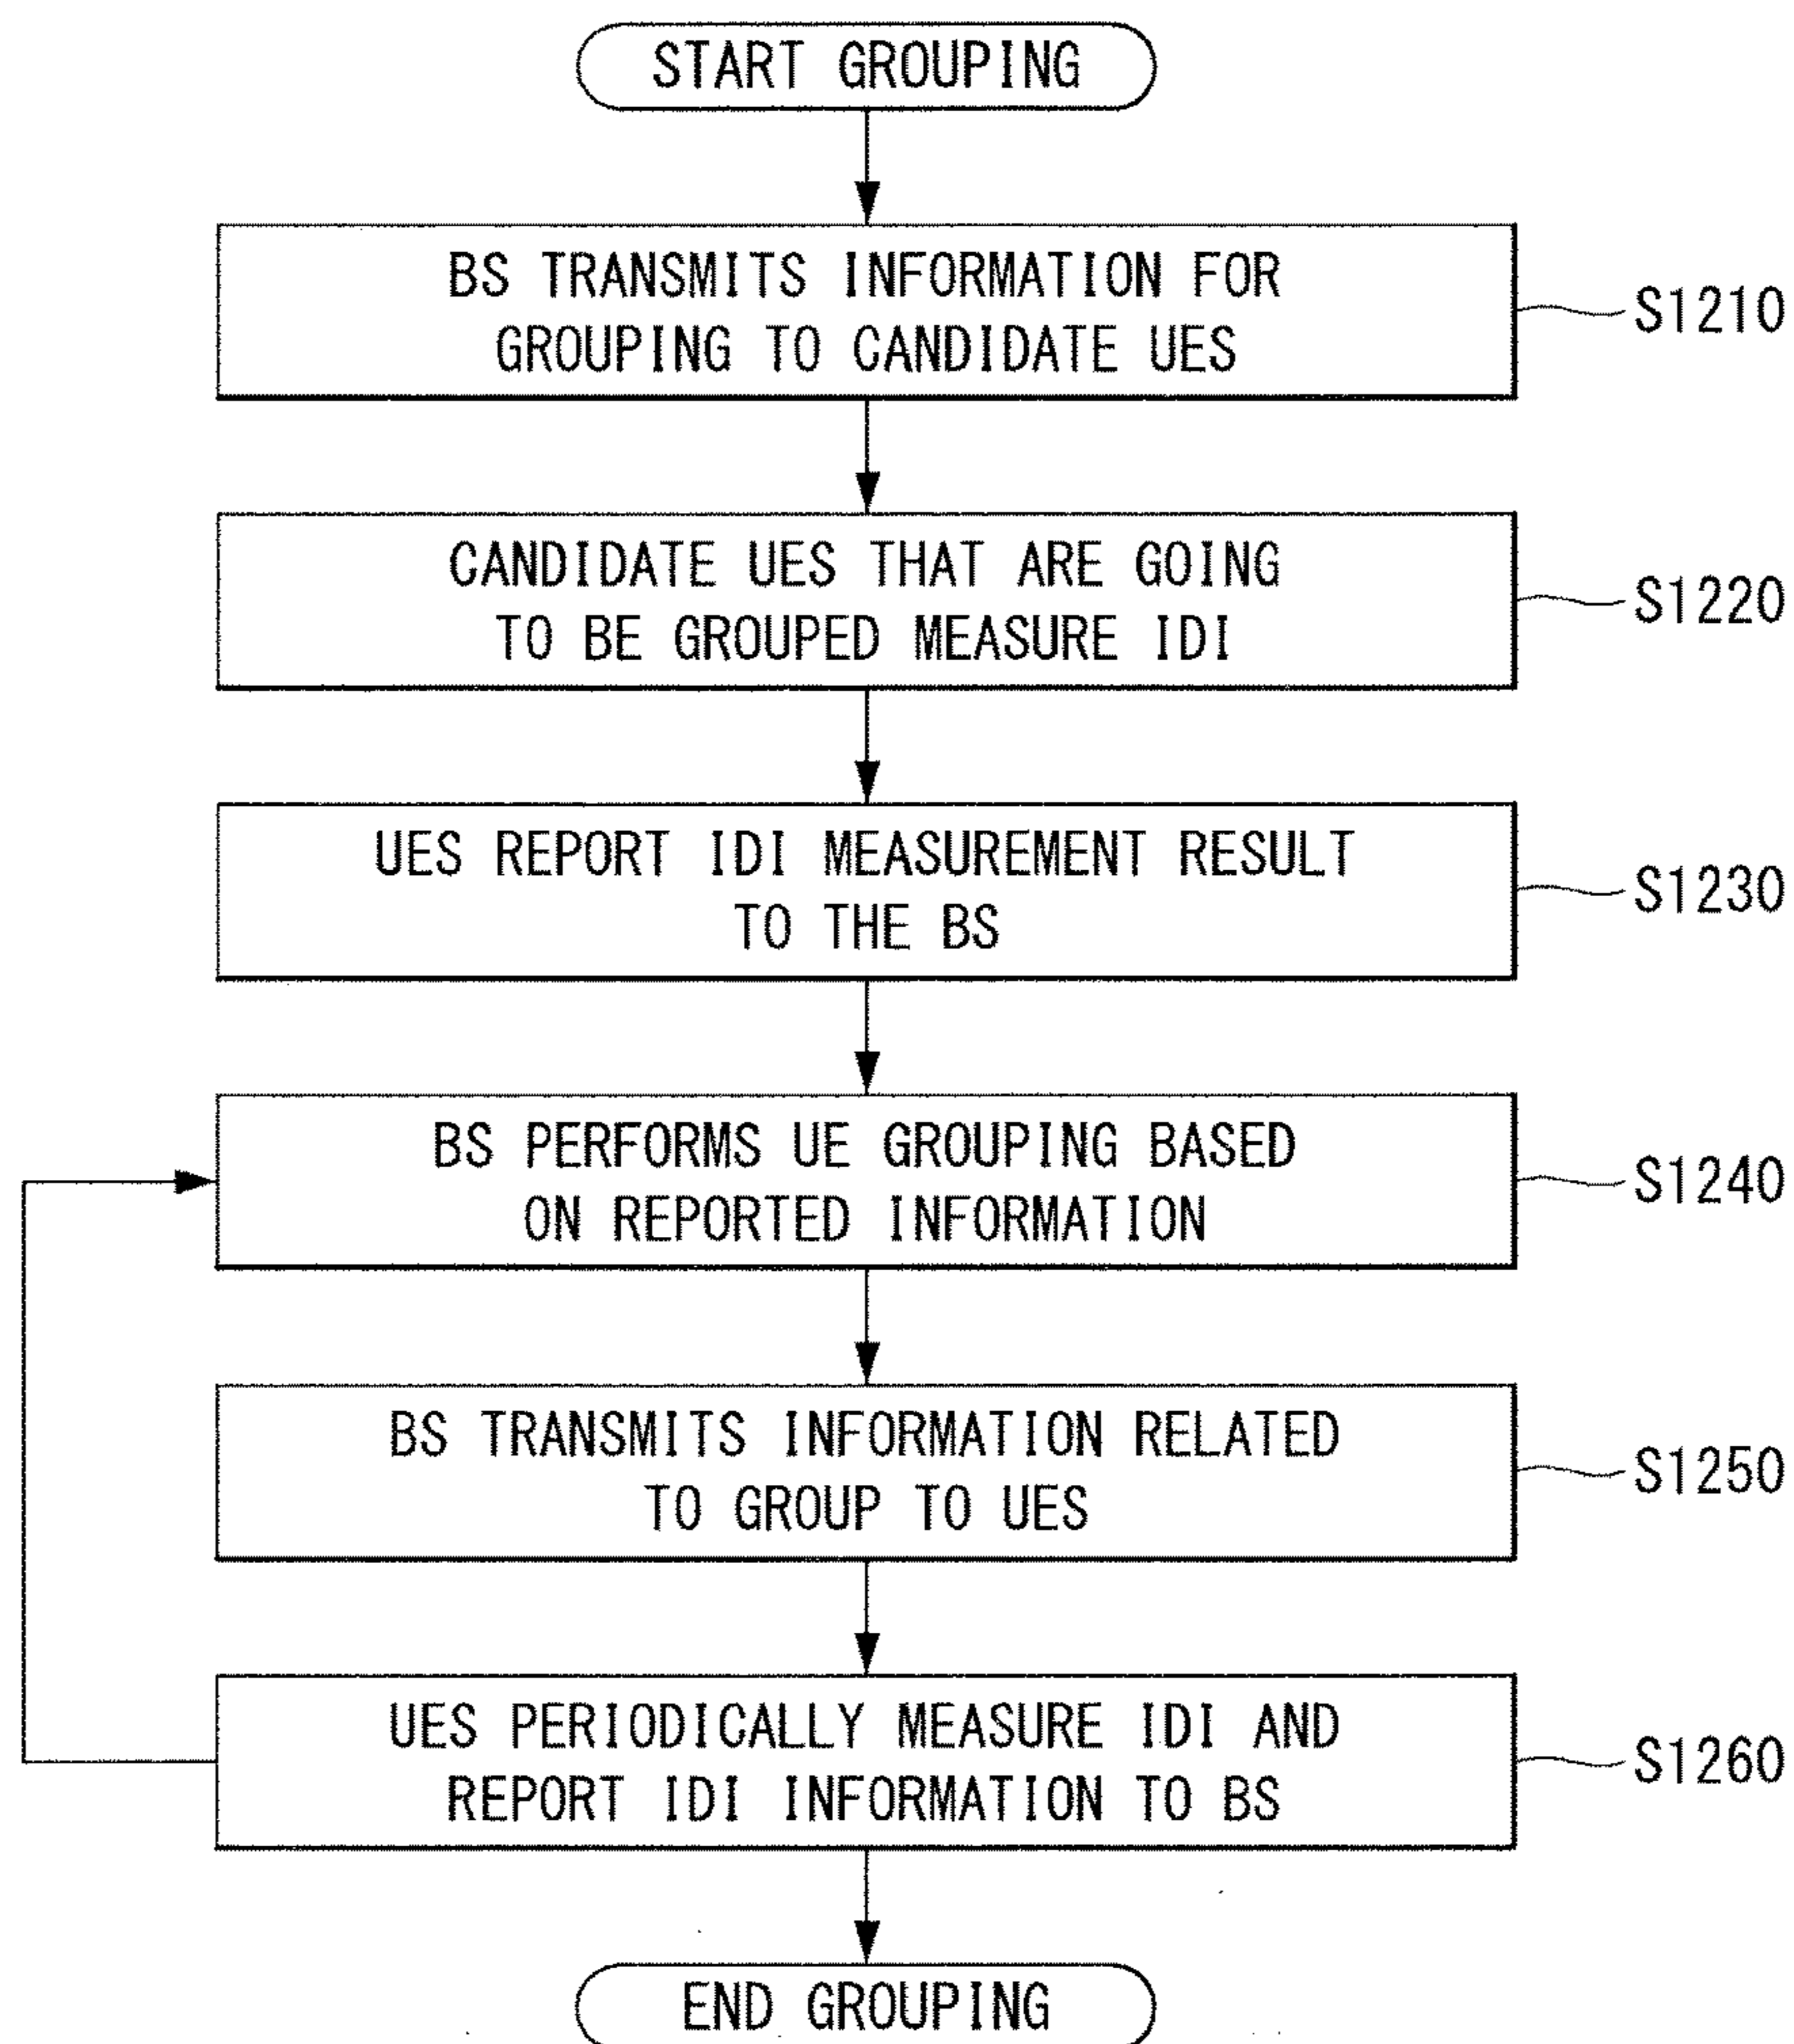 START GROUPING
BS TRANSMITS INFORMATION FOR
GROUPING TO CANDIDATE UES
S1210
CANDIDATE UES THAT ARE GOING
TO BE GROUPED MEASURE IDI
S1220
UES REPORT IDI MEASUREMENT RESULT
TO THE BS
S1230
BS PERFORMS UE GROUPING BASED
ON REPORTED INFORMATION
S1240
BS TRANSMITS INFORMATION RELATED
TO GROUP TO UES
S1250
UES PERIODICALLY MEASURE IDI AND
REPORT IDI INFORMATION TO BS
S1260
END GROUPING